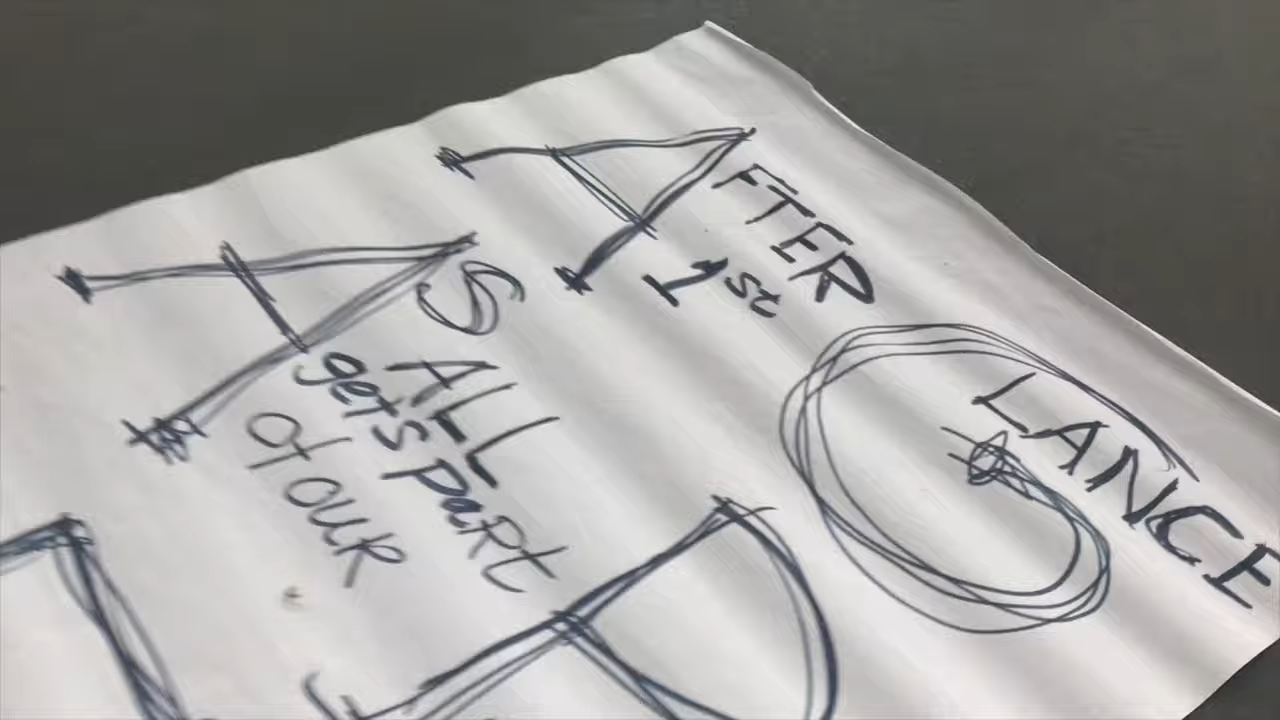 AFTER
1st
GLANCE
AS
ALL
gets part
of our
R